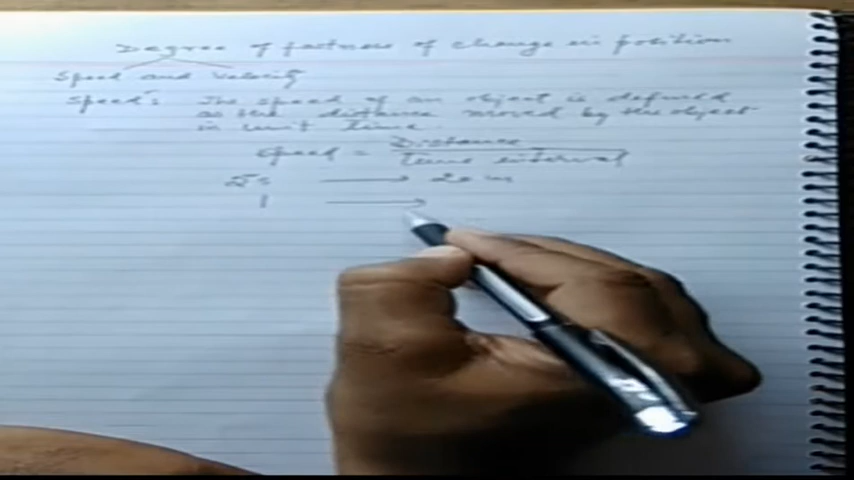 Degree of fastness of change in position
Speed and Velocity
Speed: The speed of an object is defined
as the distance moved by the object
in unit time.
Speed = Distance
Time interval
2s → 20 m
1 →